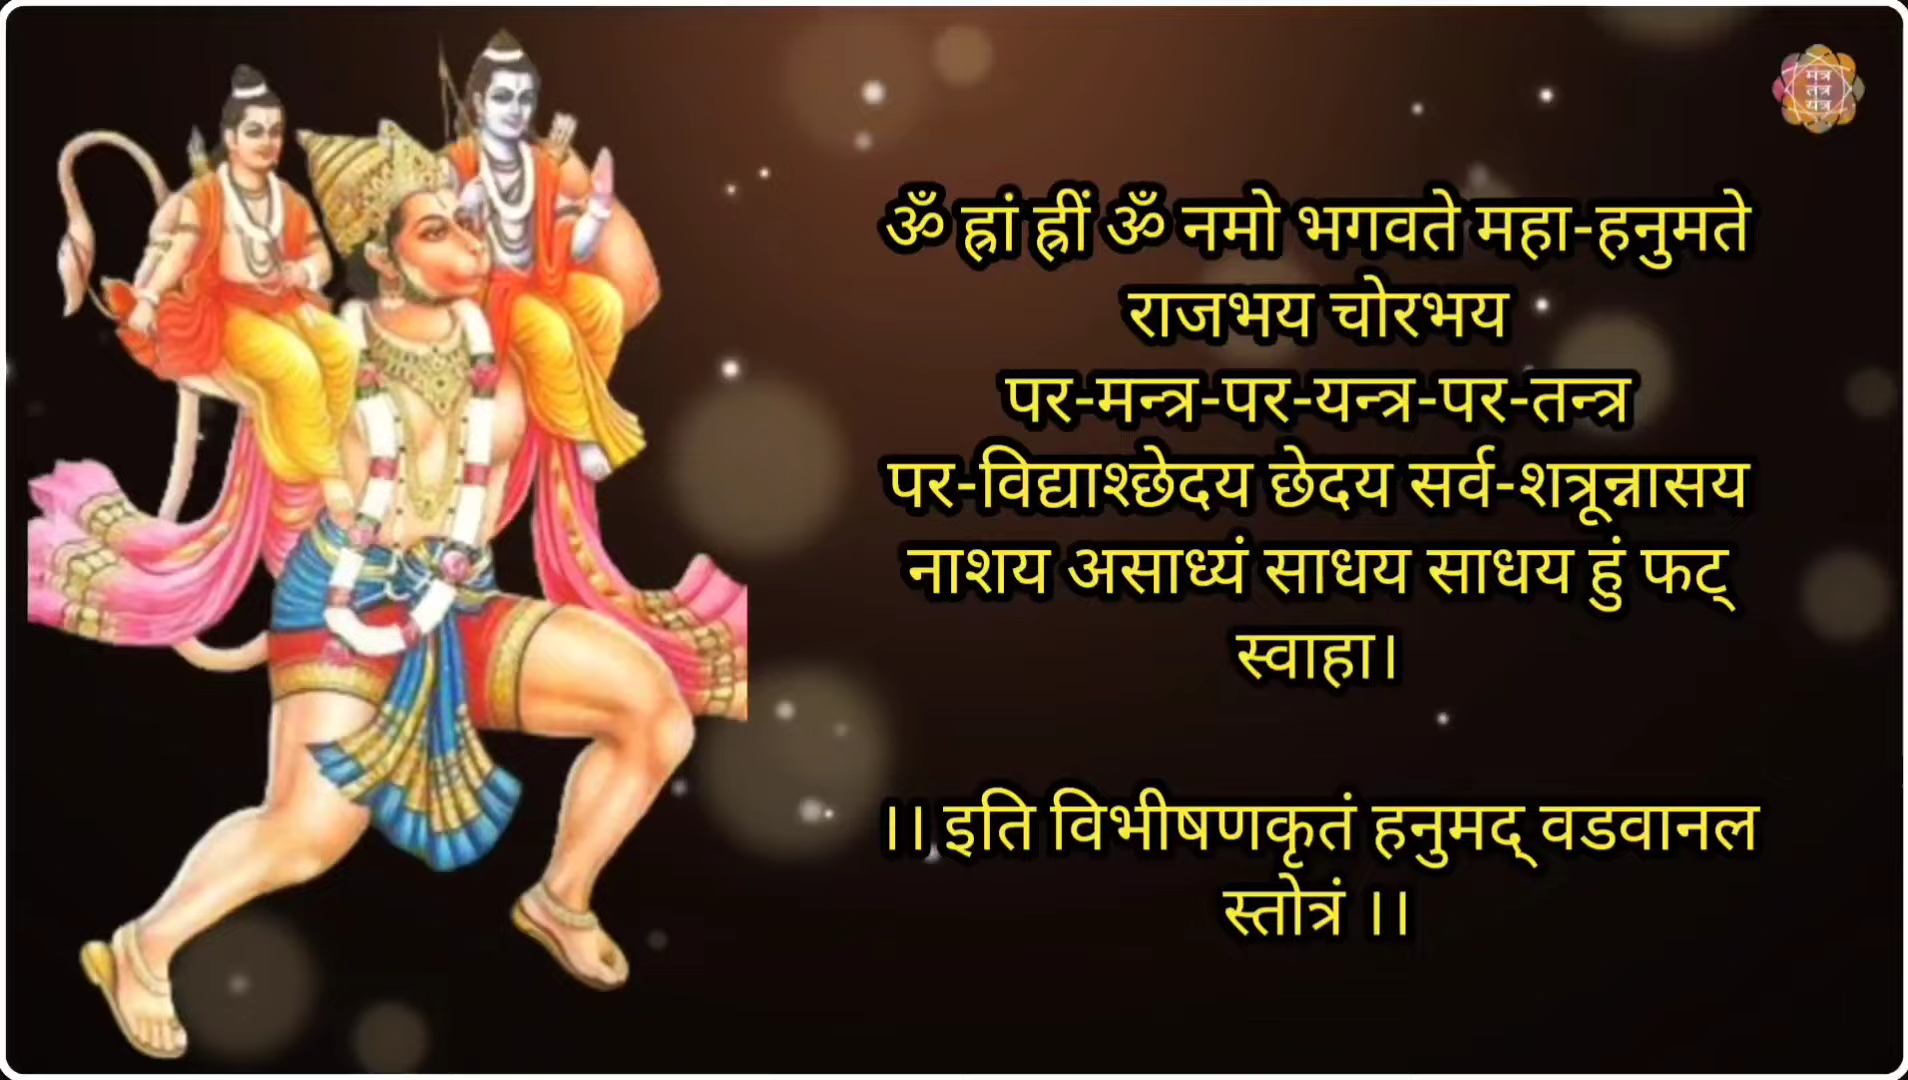 मंत्र
तंत्र
यंत्र
ॐ ह्रां ह्रीं ॐ नमो भगवते महा-हनुमते
राजभय चोरभय
पर-मन्त्र-पर-यन्त्र-पर-तन्त्र
पर-विद्याश्छेदय छेदय सर्व-शत्रून्नासय
नाशय असाध्यं साधय साधय हुं फट्
स्वाहा।
।। इति विभीषणकृतं हनुमद् वडवानल
स्तोत्रं ।।